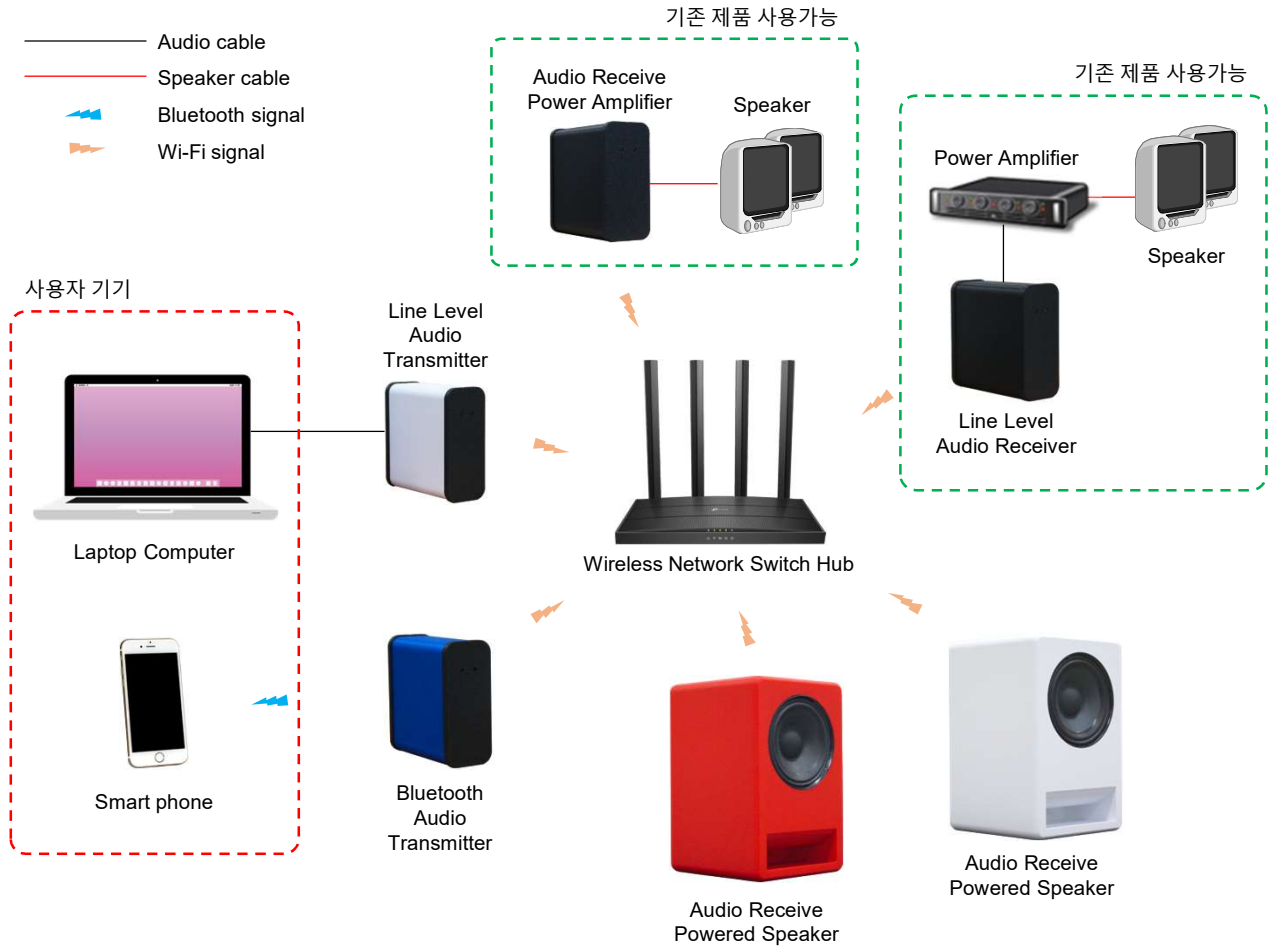 기존 제품 사용가능
Audio cable
Speaker cable
Bluetooth signal
Wi-Fi signal
Audio Receive
Power Amplifier
Speaker
기존 제품 사용가능
Power Amplifier
Speaker
Line Level
Audio Receiver
사용자 기기
Line Level
Audio
Transmitter
Laptop Computer
Wireless Network Switch Hub
Smart phone
Bluetooth
Audio
Transmitter
Audio Receive
Powered Speaker
Audio Receive
Powered Speaker